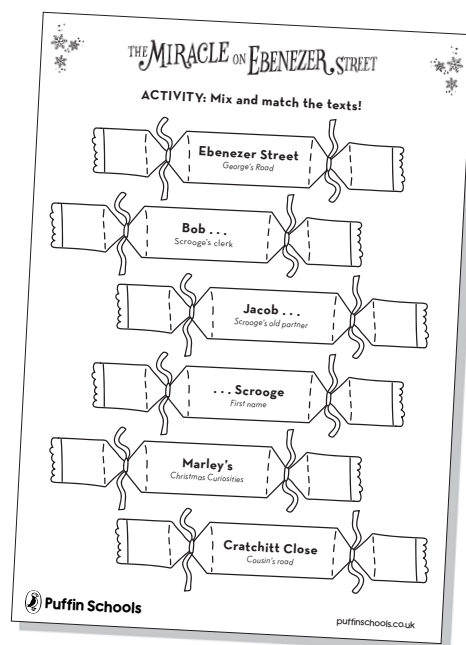 THE MIRACLE ON EBENEZER STREET
ACTIVITY: Mix and match the texts!
Ebenezer Street
George's Road
Bob . . .
Scrooge's clerk
Jacob . . .
Scrooge's old partner
. . . Scrooge
First name
Marley's
Christmas Curiosities
Cratchitt Close
Cousin's road
Puffin Schools
puffinschools.co.uk